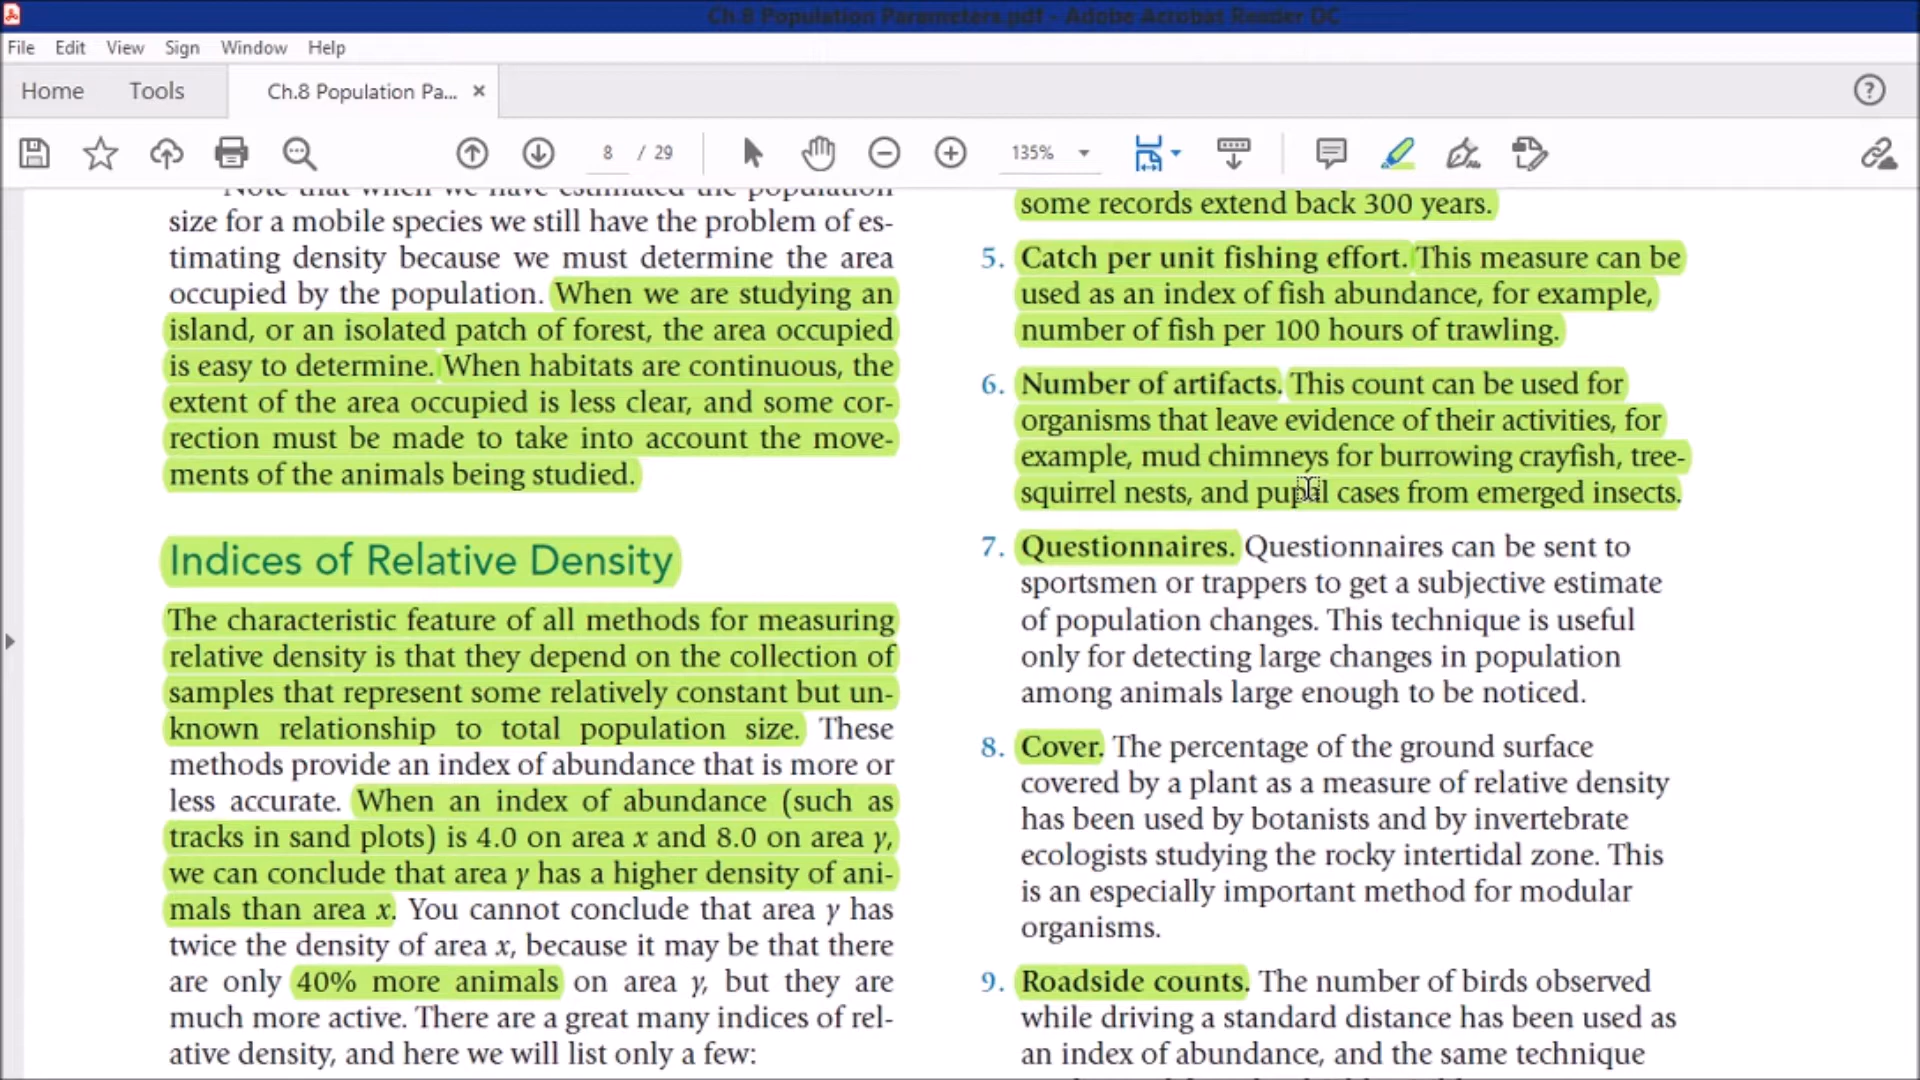 Ch.8 Population Parameters.pdf - Adobe Acrobat Reader DC
File Edit View Sign Window Help
Home Tools Ch.8 Population Pa... ×
8 / 29 135%
Note that when we have estimated the population
size for a mobile species we still have the problem of es-
timating density because we must determine the area
occupied by the population. When we are studying an
island, or an isolated patch of forest, the area occupied
is easy to determine. When habitats are continuous, the
extent of the area occupied is less clear, and some cor-
rection must be made to take into account the move-
ments of the animals being studied.
Indices of Relative Density
The characteristic feature of all methods for measuring
relative density is that they depend on the collection of
samples that represent some relatively constant but un-
known relationship to total population size. These
methods provide an index of abundance that is more or
less accurate. When an index of abundance (such as
tracks in sand plots) is 4.0 on area x and 8.0 on area y,
we can conclude that area y has a higher density of ani-
mals than area x. You cannot conclude that area y has
twice the density of area x, because it may be that there
are only 40% more animals on area y, but they are
much more active. There are a great many indices of rel-
ative density, and here we will list only a few:
some records extend back 300 years.
5. Catch per unit fishing effort. This measure can be
used as an index of fish abundance, for example,
number of fish per 100 hours of trawling.
6. Number of artifacts. This count can be used for
organisms that leave evidence of their activities, for
example, mud chimneys for burrowing crayfish, tree-
squirrel nests, and pupal cases from emerged insects.
7. Questionnaires. Questionnaires can be sent to
sportsmen or trappers to get a subjective estimate
of population changes. This technique is useful
only for detecting large changes in population
among animals large enough to be noticed.
8. Cover. The percentage of the ground surface
covered by a plant as a measure of relative density
has been used by botanists and by invertebrate
ecologists studying the rocky intertidal zone. This
is an especially important method for modular
organisms.
9. Roadside counts. The number of birds observed
while driving a standard distance has been used as
an index of abundance, and the same technique